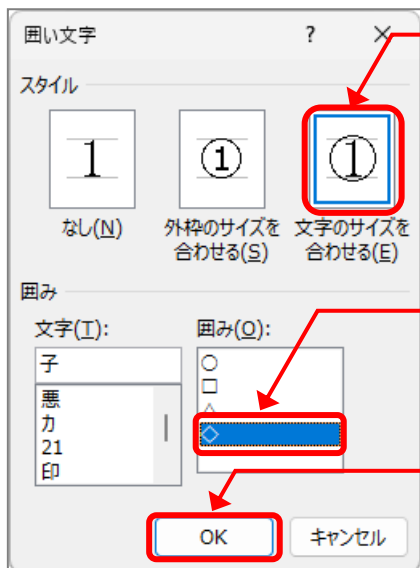 囲い文字 ? ×
スタイル
1 ① ①
なし(N) 外枠のサイズを合わせる(S) 文字のサイズを合わせる(E)
囲み
文字(T): 囲み(O):
子
悪
カ
21
印
○
□
△
◇
OK キャンセル